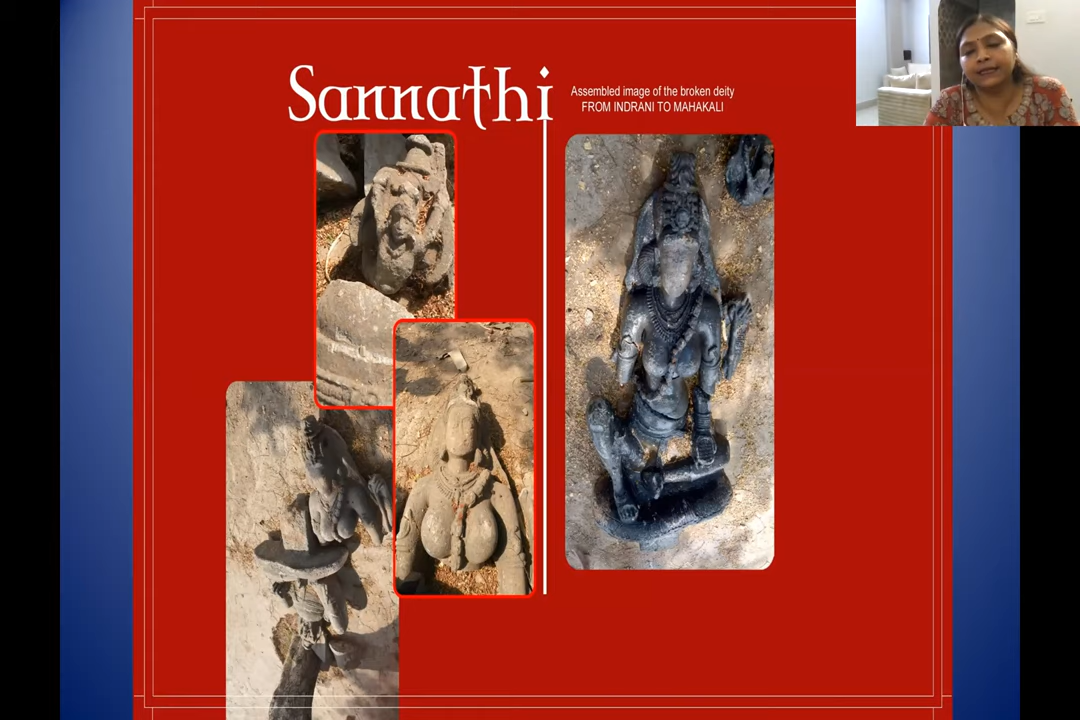 Sannathi
Assembled image of the broken deity
FROM INDRANI TO MAHAKALI